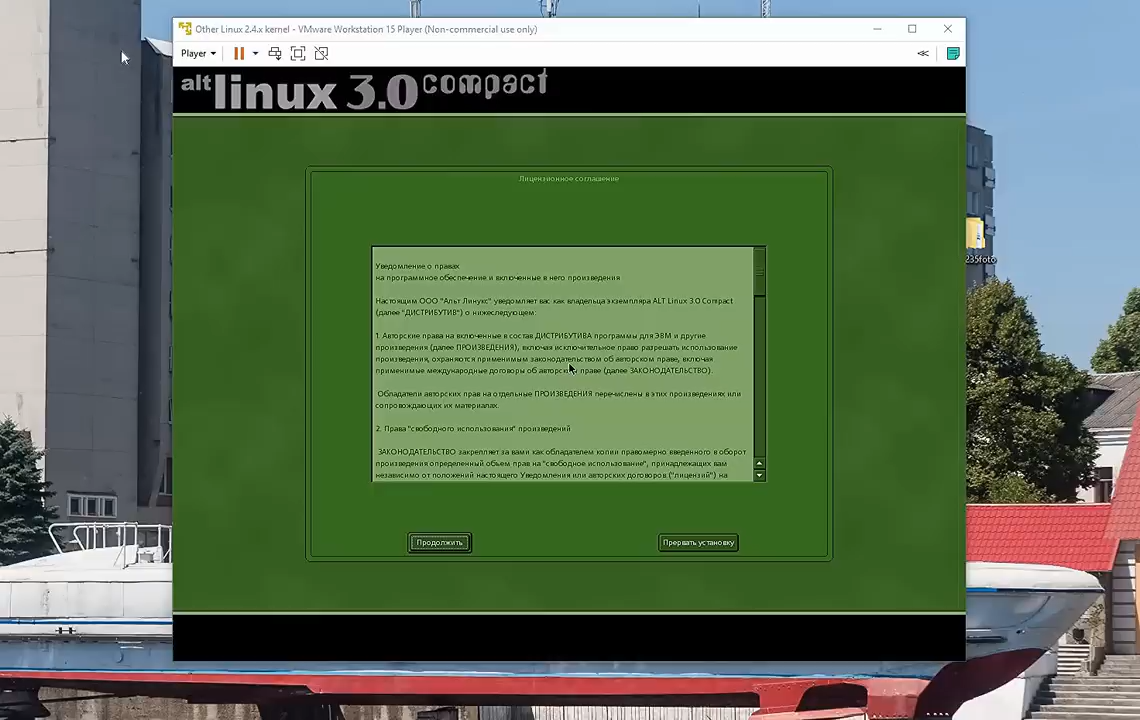 Other Linux 2.4.x kernel - VMware Workstation 15 Player (Non-commercial use only)
Player
alt linux 3.0 compact
Лицензионное соглашение
Уведомление о правах
на программное обеспечение и включенные в него произведения
Настоящим ООО "Альт Линукс" уведомляет вас как владельца экземпляра ALT Linux 3.0 Compact
(далее "ДИСТРИБУТИВ") о нижеследующем:
1. Авторские права на включенные в состав ДИСТРИБУТИВА программы для ЭВМ и другие
произведения (далее ПРОИЗВЕДЕНИЯ), включая исключительное право разрешать использование
произведения, охраняются применимым законодательством об авторском праве, включая
применимые международные договоры об авторском праве (далее ЗАКОНОДАТЕЛЬСТВО).
Обладатели авторских прав на отдельные ПРОИЗВЕДЕНИЯ перечислены в этих произведениях или
сопровождающих их материалах.
2. Права "свободного использования" произведений
ЗАКОНОДАТЕЛЬСТВО закрепляет за вами как обладателем копии правомерно введенного в оборот
произведения определенный объем прав на "свободное использование", принадлежащих вам
независимо от положений настоящего Уведомления или авторских договоров ("лицензий") на
235foto
Продолжить
Прервать установку